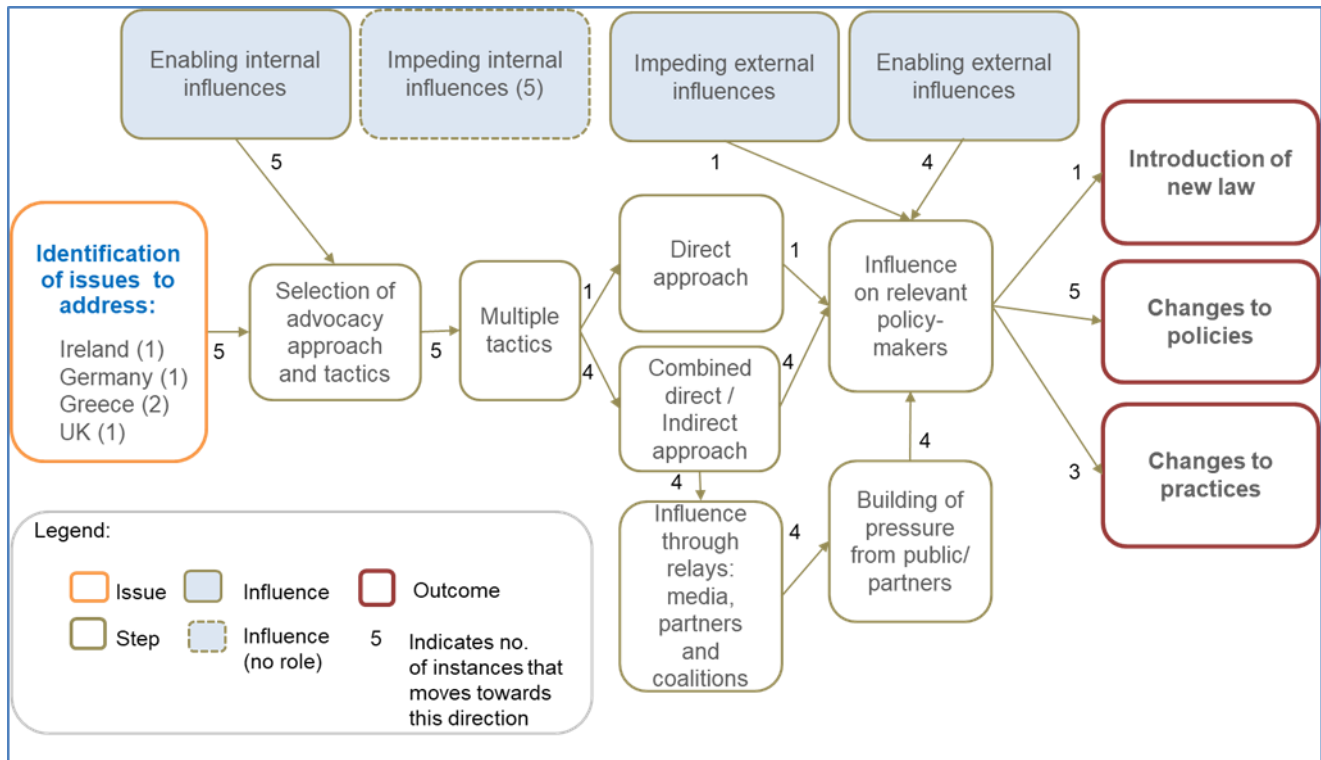 Enabling internal
influences
Impeding internal
influences (5)
Impeding external
influences
Enabling external
influences
5
1
4
1
Introduction of
new law
Identification
of issues to
address:
Ireland (1)
Germany (1)
Greece (2)
UK (1)
5
Selection of
advocacy
approach
and tactics
5
Multiple
tactics
1
4
Direct
approach
1
Combined
direct /
Indirect
approach
4
4
Influence
on relevant
policy-
makers
5
Changes to
policies
3
Changes to
practices
Influence
through
relays:
media,
partners
and
coalitions
4
Building of
pressure
from public/
partners
4
Legend:
Issue
Influence
Outcome
Step
Influence
(no role)
5
Indicates no.
of instances that
moves towards
this direction